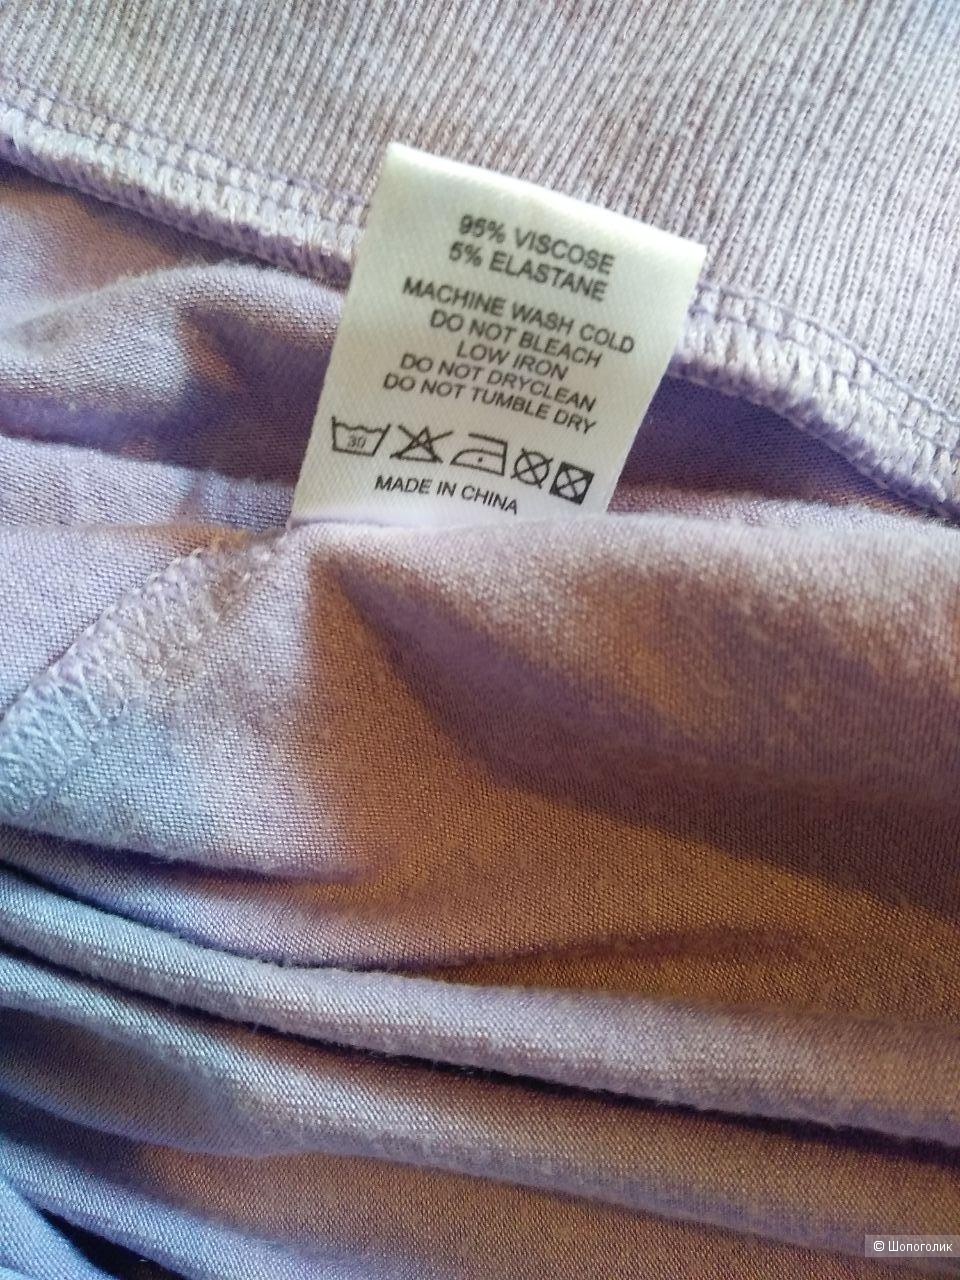 95% VISCOSE
5% ELASTANE
MACHINE WASH COLD
DO NOT BLEACH
LOW IRON
DO NOT DRYCLEAN
DO NOT TUMBLE DRY
30
MADE IN CHINA
© Шопоголик